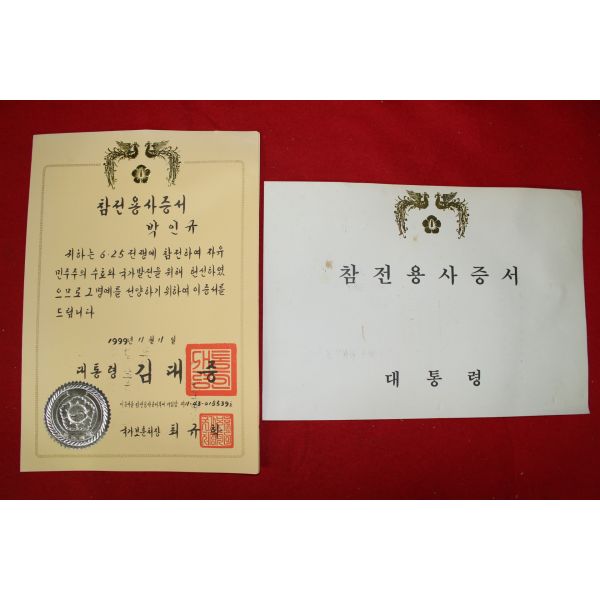 참전용사증서
박인규
귀하는 6·25전쟁에 참전하여 자유
민주주의 수호와 국가발전을 위해 헌신하였
으므로 그 명예를 선양하기 위하여 이 증서를
드립니다
1999년 11월 11일
대통령 김대중
국가보훈처장 최규학
참전용사증서
대통령